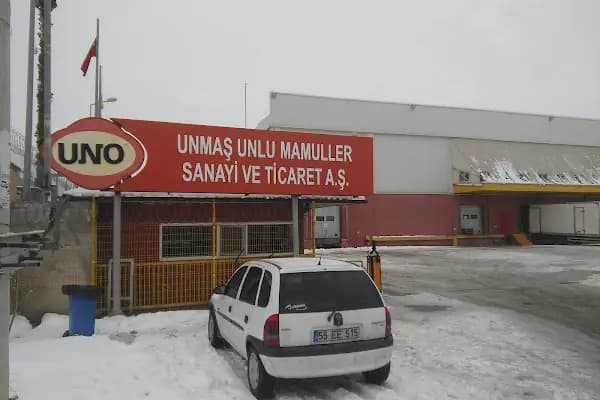 UNO
UNMAŞ UNLU MAMULLER
SANAYİ VE TİCARET A.Ş.
55 EE 515